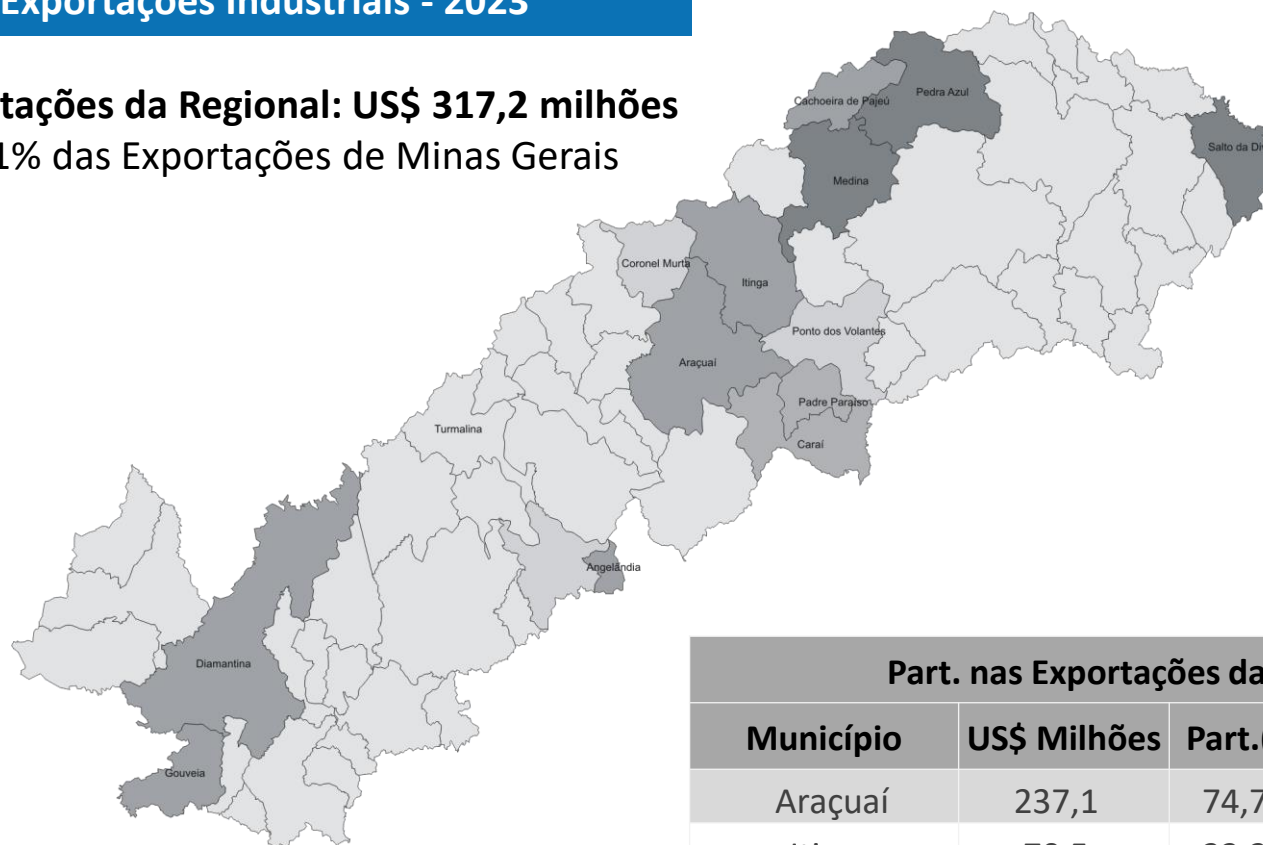 Exportações Industriais - 2023
tações da Regional: US$ 317,2 milhões
1% das Exportações de Minas Gerais
Cachoeira de Pajeú
Pedra Azul
Salto da Div
Medina
Coronel Murta
Itinga
Ponto dos Volantes
Araçuaí
Padre Paraíso
Turmalina
Caraí
Angelândia
Diamantina
Gouveia
Part. nas Exportações da
Município US$ Milhões Part.
Araçuaí 237,1 74,7